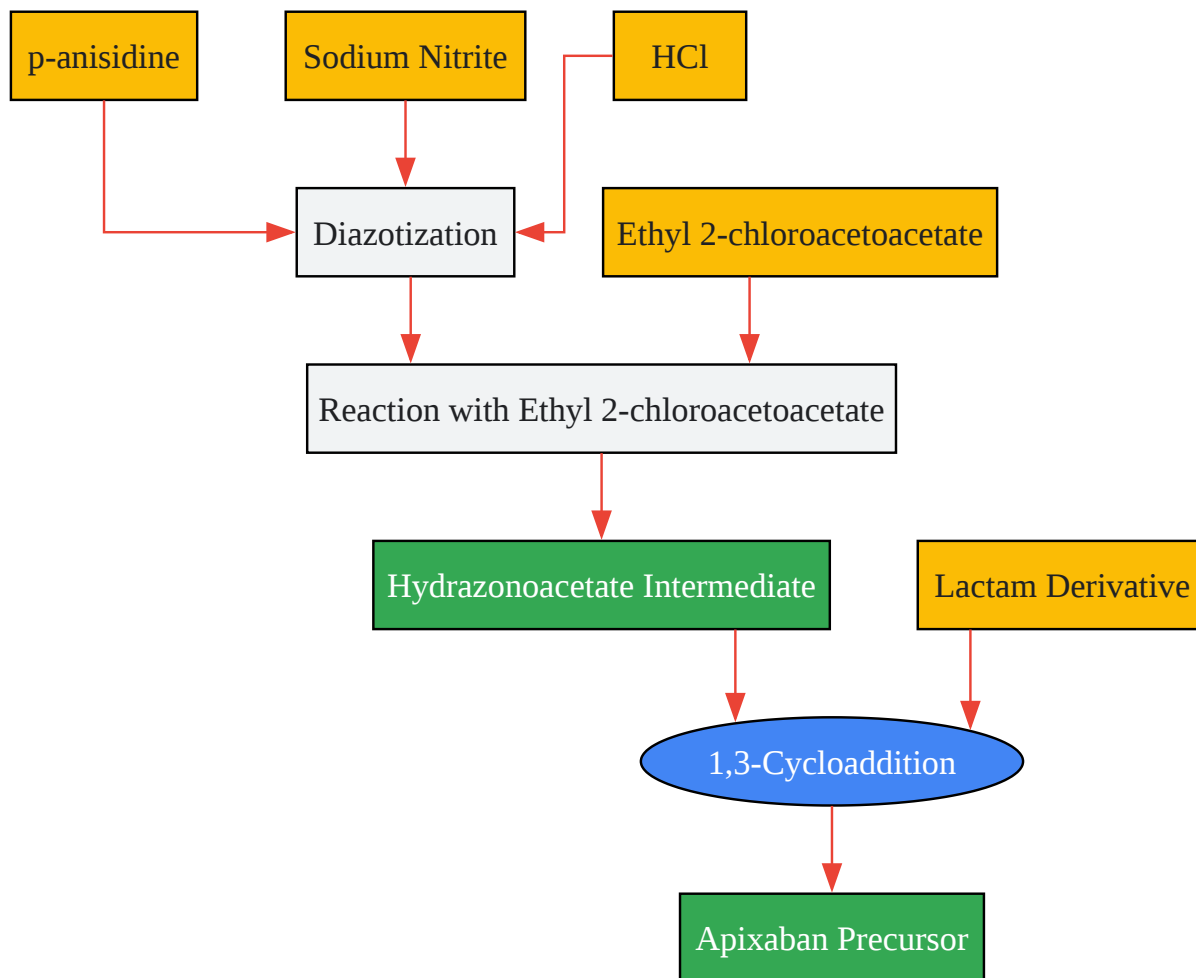 p-anisidine
Sodium Nitrite
HCl
Diazotization
Ethyl 2-chloroacetoacetate
Reaction with Ethyl 2-chloroacetoacetate
Hydrazonoacetate Intermediate
Lactam Derivative
1,3-Cycloaddition
Apixaban Precursor